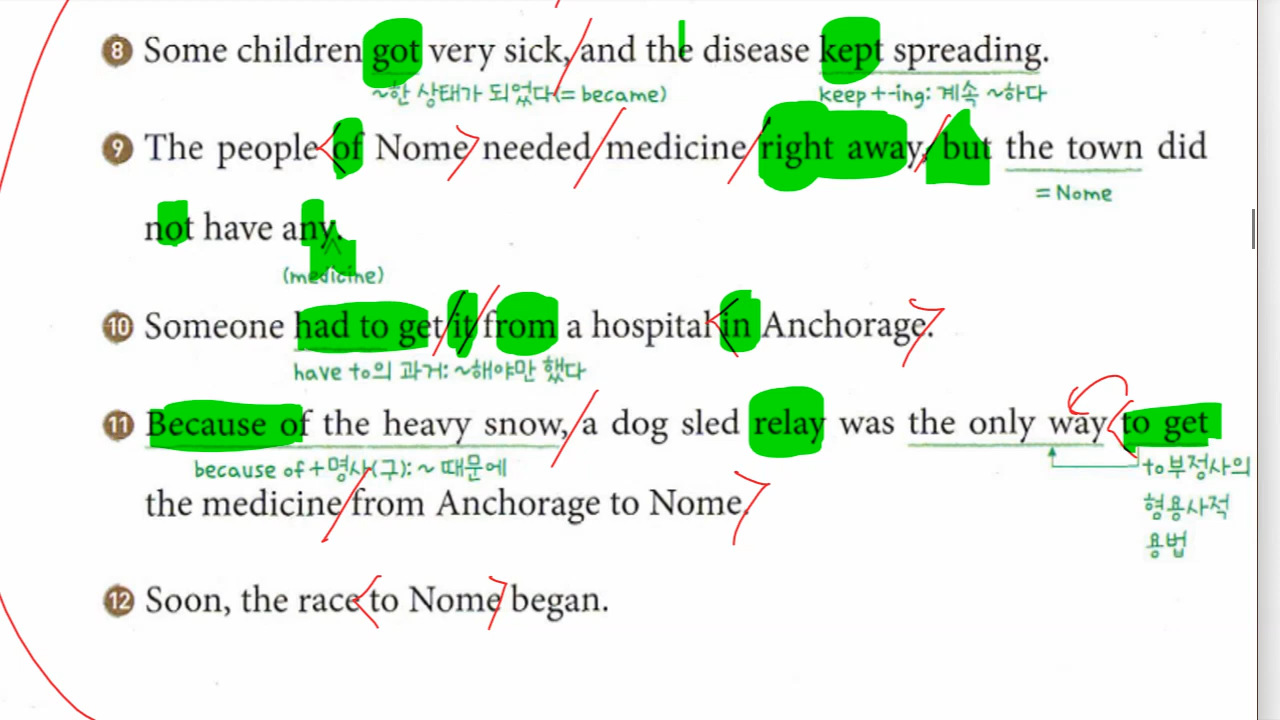 8 Some children got very sick, and the disease kept spreading.
~한 상태가 되었다(= became) keep +-ing: 계속 ~하다
9 The people of Nome needed medicine right away, but the town did
= Nome
not have any.
(medicine)
10 Someone had to get it from a hospital in Anchorage.
have to의 과거: ~해야만 했다
11 Because of the heavy snow, a dog sled relay was the only way to get
because of + 명사(구): ~ 때문에 to부정사의
the medicine from Anchorage to Nome.
형용사적
용법
12 Soon, the race to Nome began.